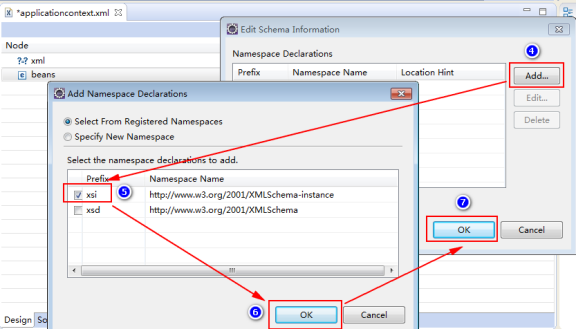 *applicationcontext.xml
Node
?-? xml
e beans
Edit Schema Information
Namespace Declarations
Prefix Namespace Name Location Hint
4
Add...
Edit...
Delete
7
OK Cancel
Add Namespace Declarations
Select From Registered Namespaces
Specify New Namespace
Select the namespace declarations to add.
Prefix Namespace Name
xsi 5 http://www.w3.org/2001/XMLSchema-instance
xsd http://www.w3.org/2001/XMLSchema
6 OK Cancel
Design So